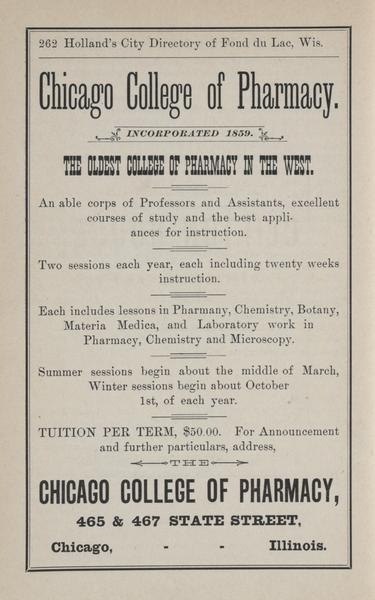 262 Holland's City Directory of Fond du Lac, Wis.
Chicago College of Pharmacy.
INCORPORATED 1859.
THE OLDEST COLLEGE OF PHARMACY IN THE WEST.
An able corps of Professors and Assistants, excellent
courses of study and the best appli-
ances for instruction.
Two sessions each year, each including twenty weeks
instruction.
Each includes lessons in Pharmany, Chemistry, Botany,
Materia Medica, and Laboratory work in
Pharmacy, Chemistry and Microscopy.
Summer sessions begin about the middle of March,
Winter sessions begin about October
1st, of each year.
TUITION PER TERM, $50.00. For Announcement
and further particulars, address,
THE
CHICAGO COLLEGE OF PHARMACY,
465 & 467 STATE STREET,
Chicago, - - Illinois.